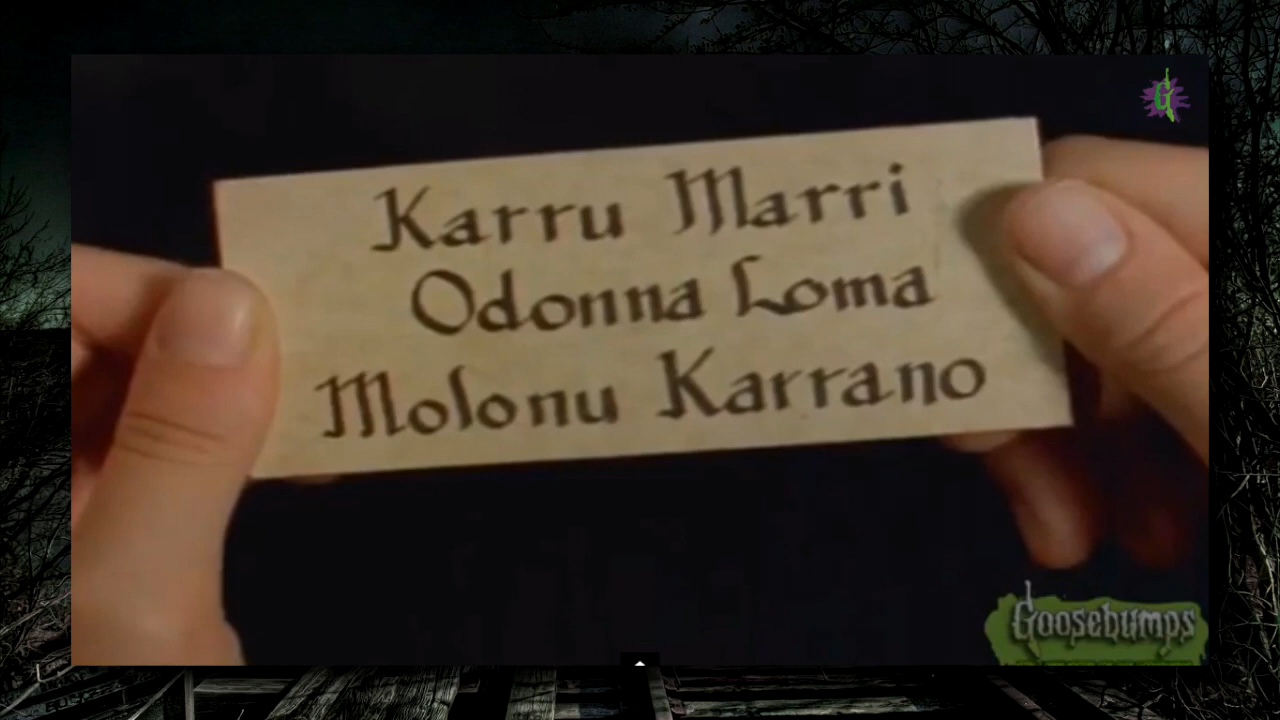 G
Karru Marri
Odonna Loma
Molonu Karrano
Goosebumps